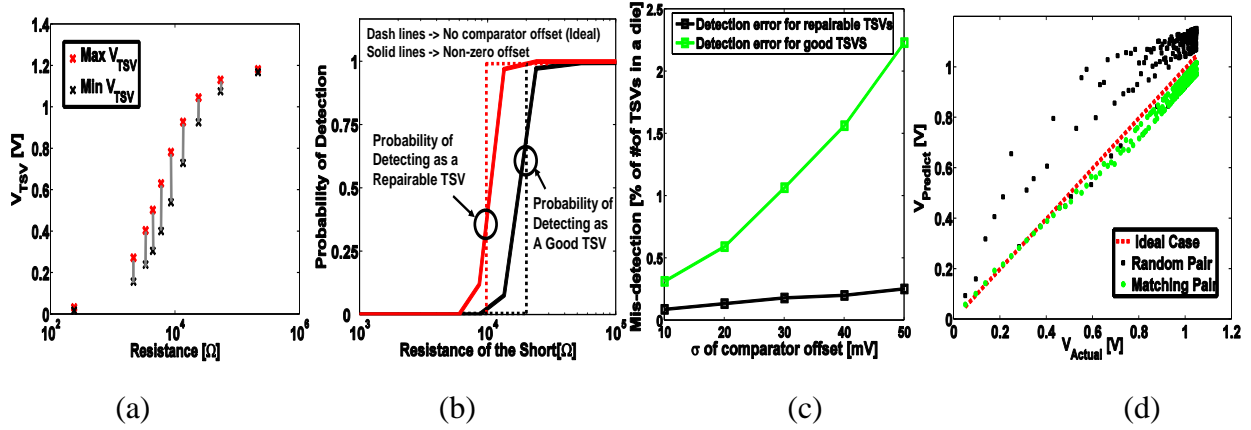 1.4
1.2
1
0.8
0.6
0.4
0.2
0
V_TSV [V]
Max V_TSV
Min V_TSV
10^2
10^4
10^6
Resistance [Ω]
(a)
Dash lines -> No comparator offset (Ideal)
Solid lines -> Non-zero offset
1
0.75
0.5
0.25
0
Probability of Detection
Probability of
Detecting as a
Repairable TSV
Probability of
Detecting as
A Good TSV
10^3
10^4
10^5
Resistance of the Short[Ω]
(b)
2.5
2
1.5
1
0.5
0
Mis-detection [% of #of TSVs in a die]
Detection error for repairable TSVs
Detection error for good TSVS
10
20
30
40
50
σ of comparator offset [mV]
(c)
1.2
1
0.8
0.6
0.4
0.2
0
V_Predict [V]
Ideal Case
Random Pair
Matching Pair
0
0.2
0.4
0.6
0.8
1
1.2
V_Actual [V]
(d)